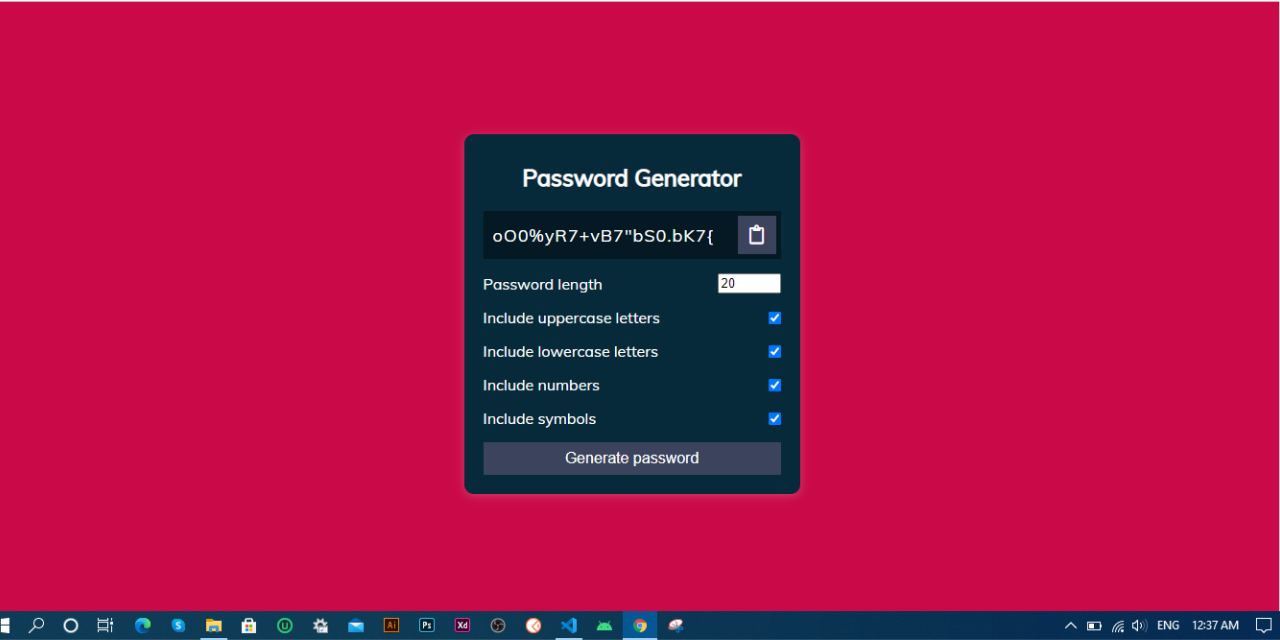 Password Generator
oO0%yR7+vB7"bS0.bK7{
Password length 20
Include uppercase letters
Include lowercase letters
Include numbers
Include symbols
Generate password
S U Ai Ps Xd ENG 12:37 AM